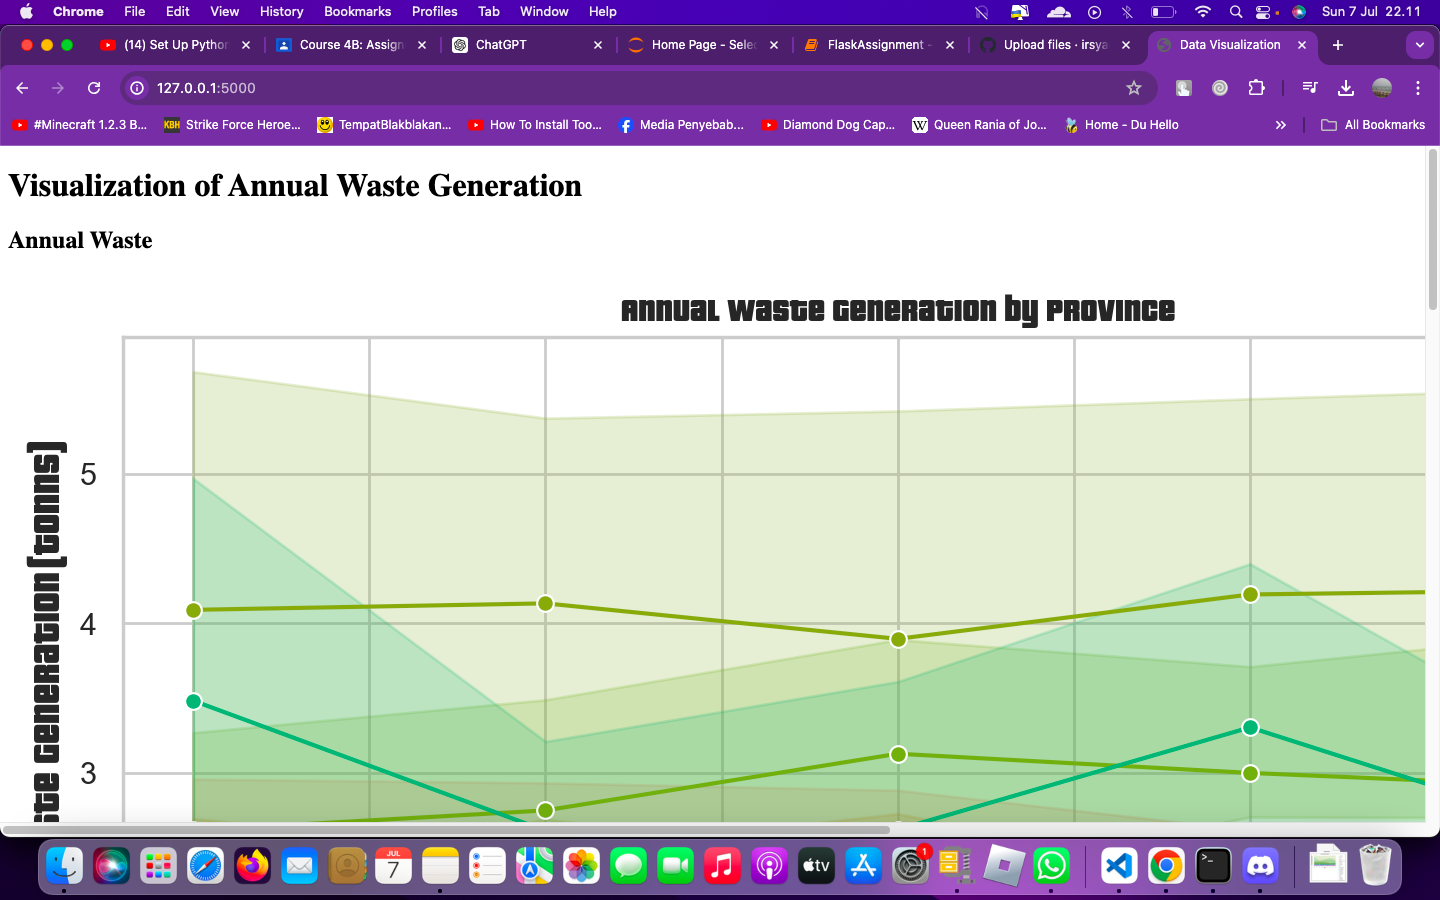 Chrome File Edit View History Bookmarks Profiles Tab Window Help Sun 7 Jul 22.11
(14) Set Up Python Course 4B: Assign ChatGPT Home Page - Sele FlaskAssignment - Upload files · irsya Data Visualization
127.0.0.1:5000
#Minecraft 1.2.3 B... KBH Strike Force Heroe... TempatBlakblakan... How To Install Too... Media Penyebab... Diamond Dog Cap... W Queen Rania of Jo... Home - Du Hello All Bookmarks
Visualization of Annual Waste Generation
Annual Waste
Annual Waste Generation by Province
ste Generation (tonns)
5
4
3
JUL
7
tv
1
>_